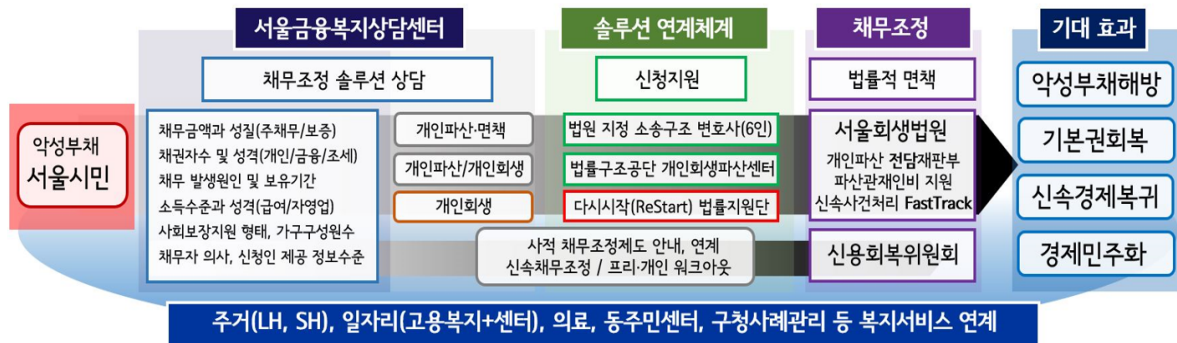 서울금융복지상담센터
솔루션 연계체계
채무조정
기대 효과
채무조정 솔루션 상담
신청지원
법률적 면책
악성부채
서울시민
채무금액과 성질(주채무/보증)
채권자수 및 성격(개인/금융/조세)
채무 발생원인 및 보유기간
소득수준과 성격(급여/자영업)
사회보장지원 형태, 가구구성원수
채무자 의사, 신청인 제공 정보수준
개인파산·면책
개인파산/개인회생
개인회생
법원 지정 소송구조 변호사(6인)
법률구조공단 개인회생파산센터
다시시작(ReStart) 법률지원단
사적 채무조정제도 안내, 연계
신속채무조정 / 프리·개인 워크아웃
서울회생법원
개인파산 전담재판부
파산관재인비 지원
신속사건처리 FastTrack
신용회복위원회
악성부채해방
기본권회복
신속경제복귀
경제민주화
주거(LH, SH), 일자리(고용복지+센터), 의료, 동주민센터, 구청사례관리 등 복지서비스 연계